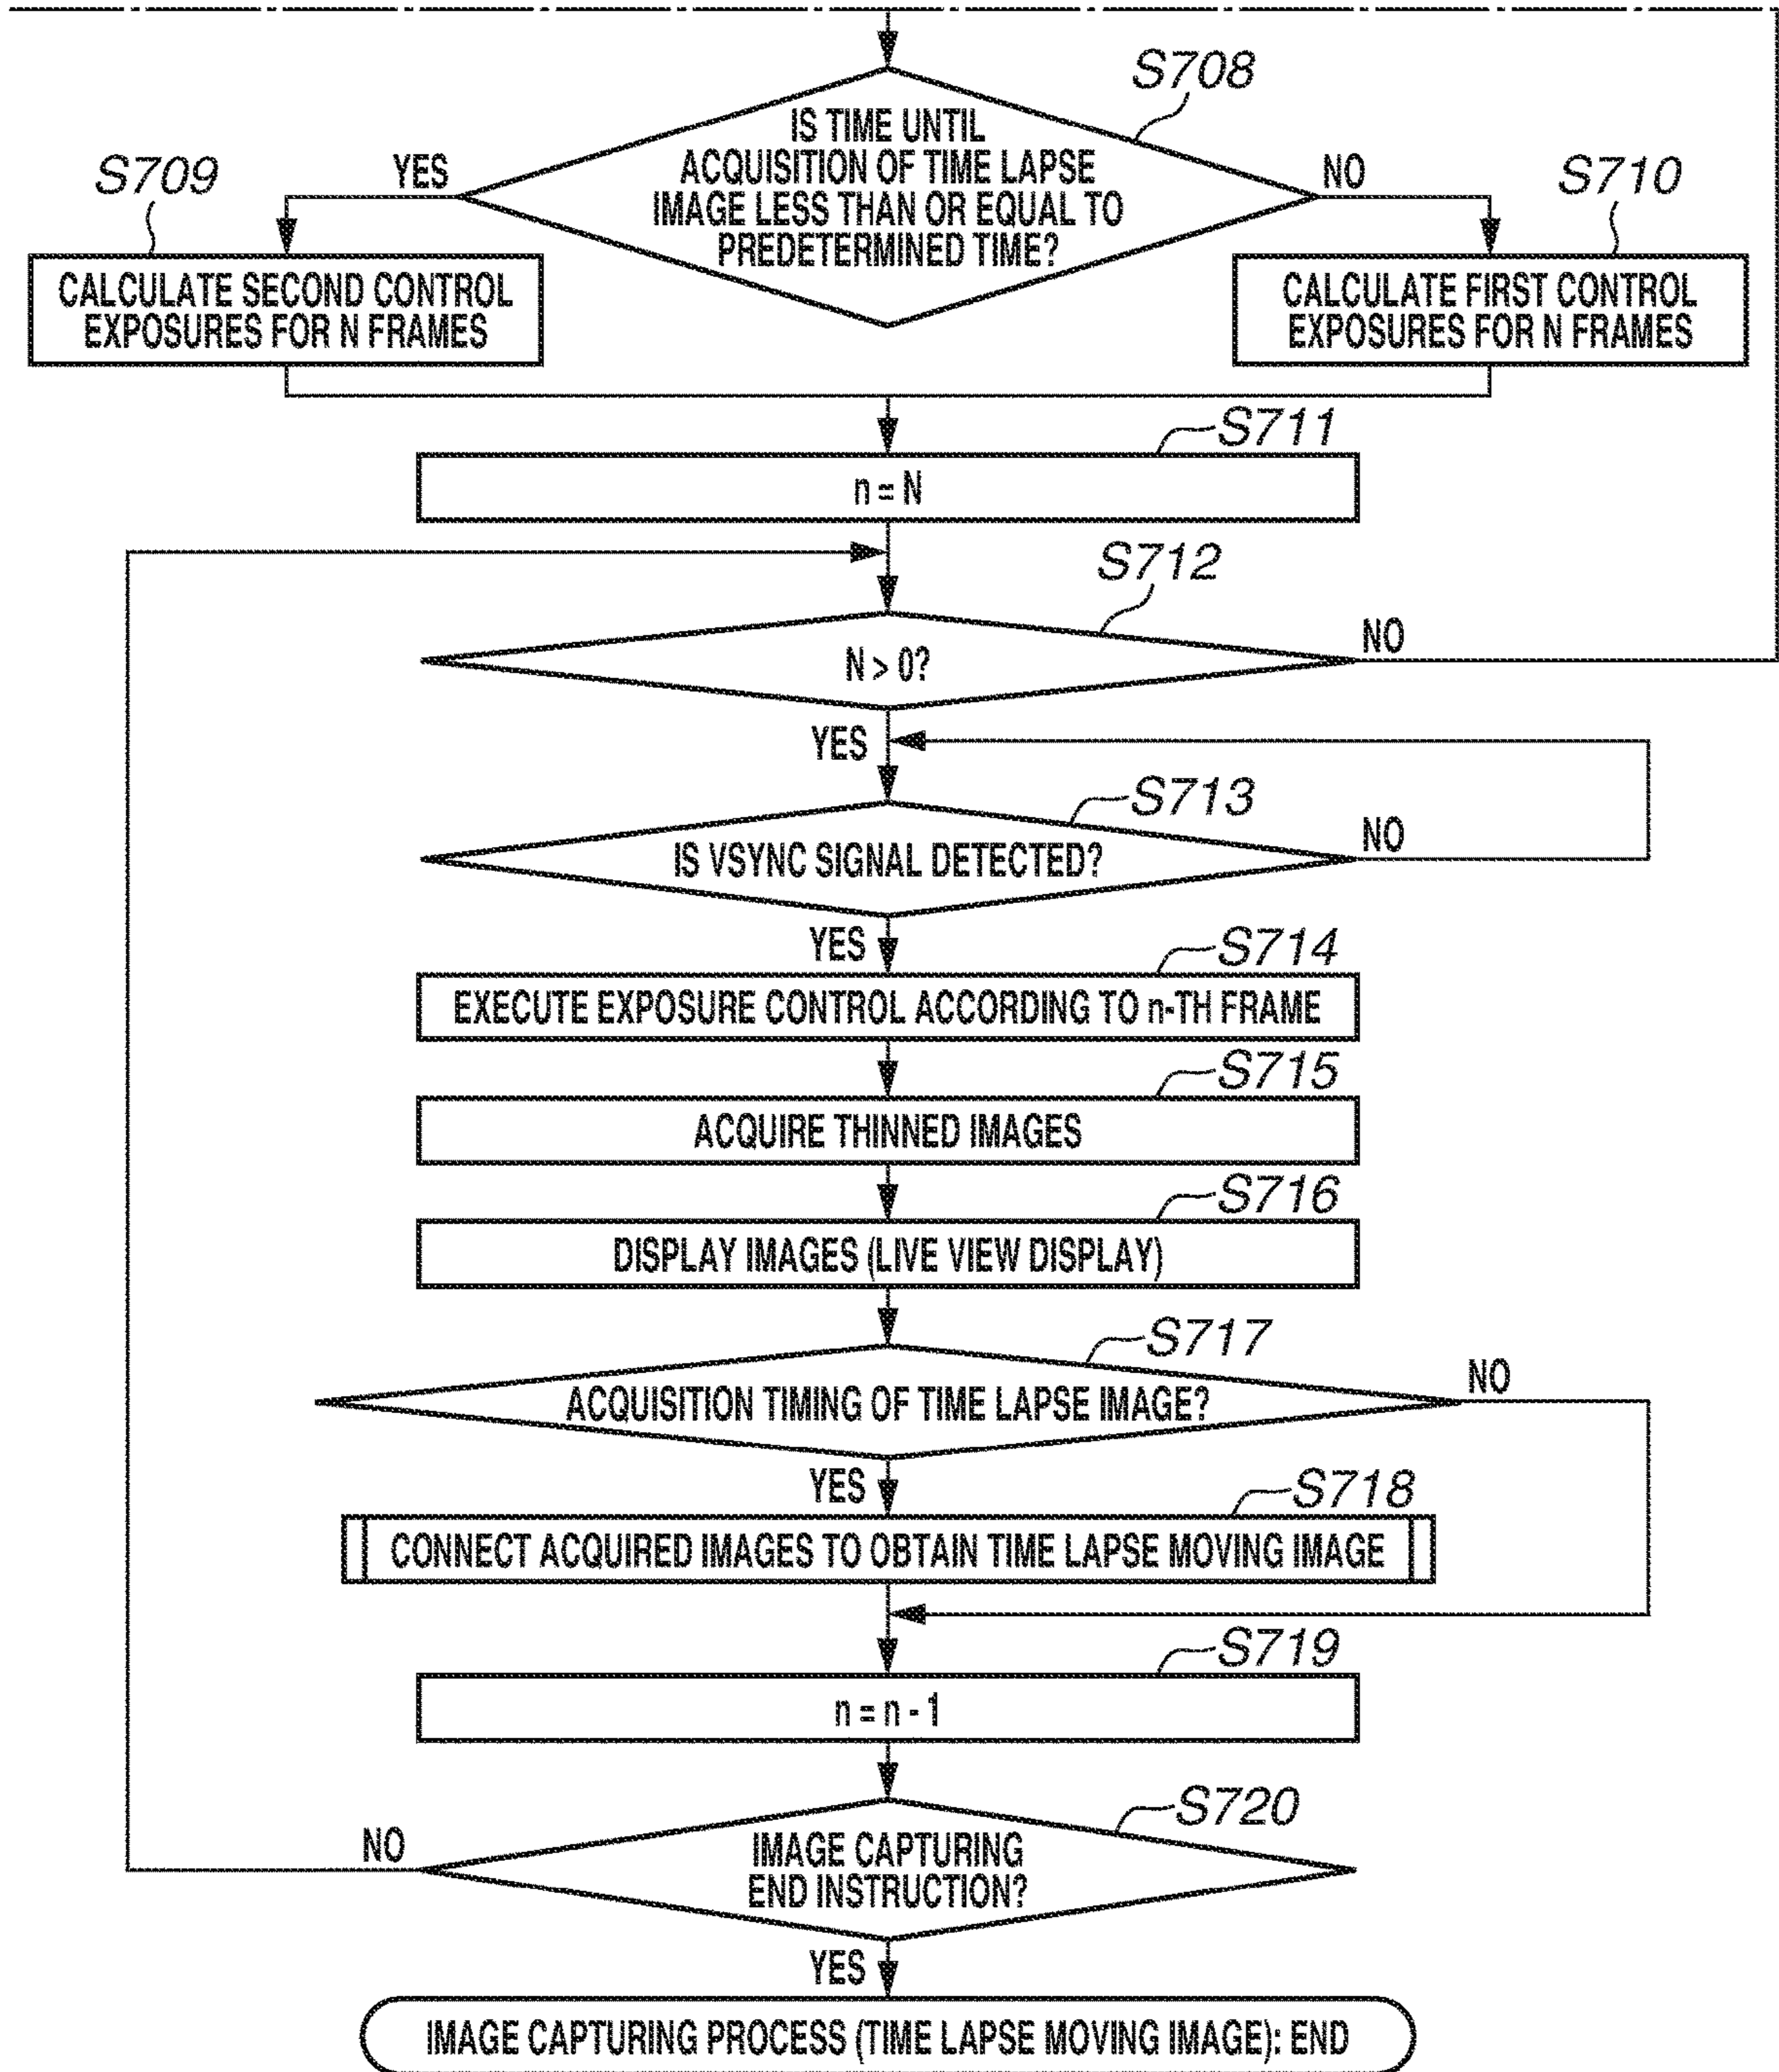 S708
IS TIME UNTIL
ACQUISITION OF TIME LAPSE
IMAGE LESS THAN OR EQUAL TO
PREDETERMINED TIME?
YES
NO
S709
S710
CALCULATE SECOND CONTROL
EXPOSURES FOR N FRAMES
CALCULATE FIRST CONTROL
EXPOSURES FOR N FRAMES
S711
n = N
S712
N > 0?
NO
YES
S713
IS VSYNC SIGNAL DETECTED?
NO
YES
S714
EXECUTE EXPOSURE CONTROL ACCORDING TO n-TH FRAME
S715
ACQUIRE THINNED IMAGES
S716
DISPLAY IMAGES (LIVE VIEW DISPLAY)
S717
ACQUISITION TIMING OF TIME LAPSE IMAGE?
NO
YES
S718
CONNECT ACQUIRED IMAGES TO OBTAIN TIME LAPSE MOVING IMAGE
S719
n = n - 1
S720
IMAGE CAPTURING
END INSTRUCTION?
NO
YES
IMAGE CAPTURING PROCESS (TIME LAPSE MOVING IMAGE): END